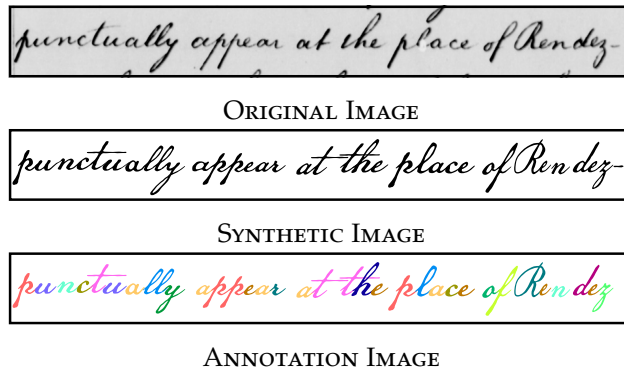 punctually appear at the place of Rendez-
ORIGINAL IMAGE
punctually appear at the place of Rendez-
SYNTHETIC IMAGE
punctually appear at the place of Rendez
ANNOTATION IMAGE